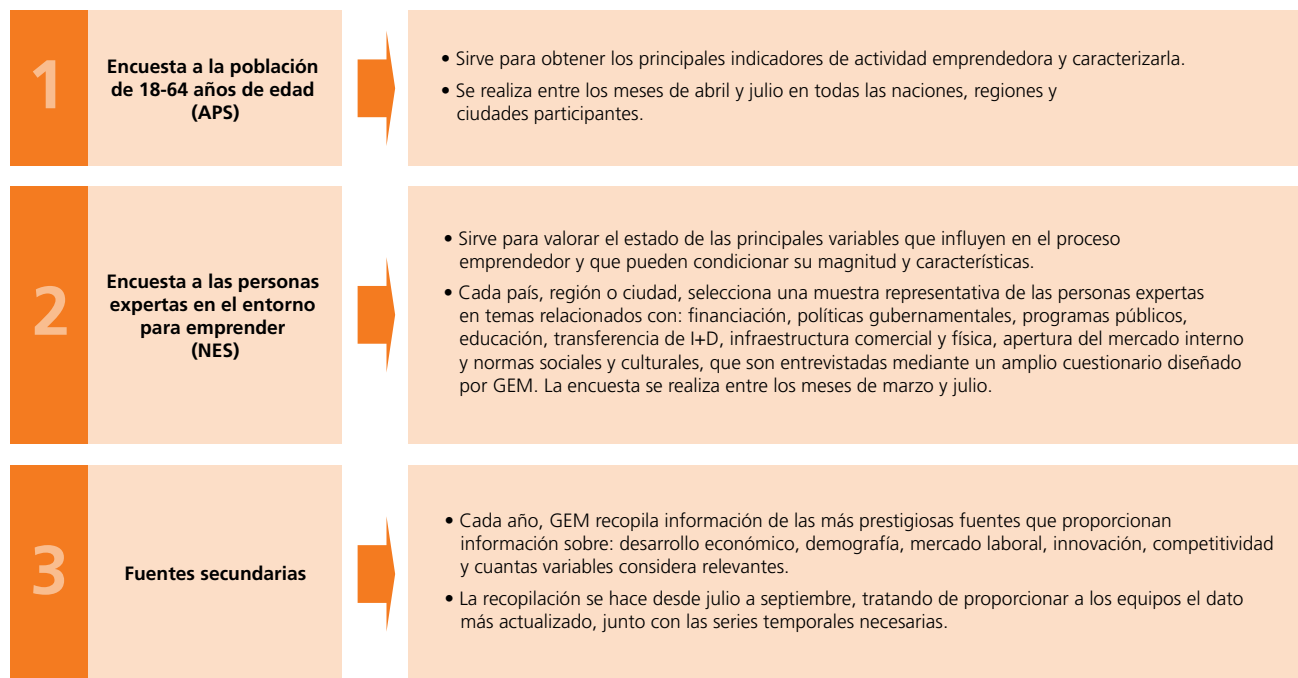 1
Encuesta a la población
de 18-64 años de edad
(APS)
• Sirve para obtener los principales indicadores de actividad emprendedora y caracterizarla.
• Se realiza entre los meses de abril y julio en todas las naciones, regiones y
ciudades participantes.
2
Encuesta a las personas
expertas en el entorno
para emprender
(NES)
• Sirve para valorar el estado de las principales variables que influyen en el proceso
emprendedor y que pueden condicionar su magnitud y características.
• Cada país, región o ciudad, selecciona una muestra representativa de las personas expertas
en temas relacionados con: financiación, políticas gubernamentales, programas públicos,
educación, transferencia de I+D, infraestructura comercial y física, apertura del mercado interno
y normas sociales y culturales, que son entrevistadas mediante un amplio cuestionario diseñado
por GEM. La encuesta se realiza entre los meses de marzo y julio.
3
Fuentes secundarias
• Cada año, GEM recopila información de las más prestigiosas fuentes que proporcionan
información sobre: desarrollo económico, demografía, mercado laboral, innovación, competitividad
y cuantas variables considera relevantes.
• La recopilación se hace desde julio a septiembre, tratando de proporcionar a los equipos el dato
más actualizado, junto con las series temporales necesarias.